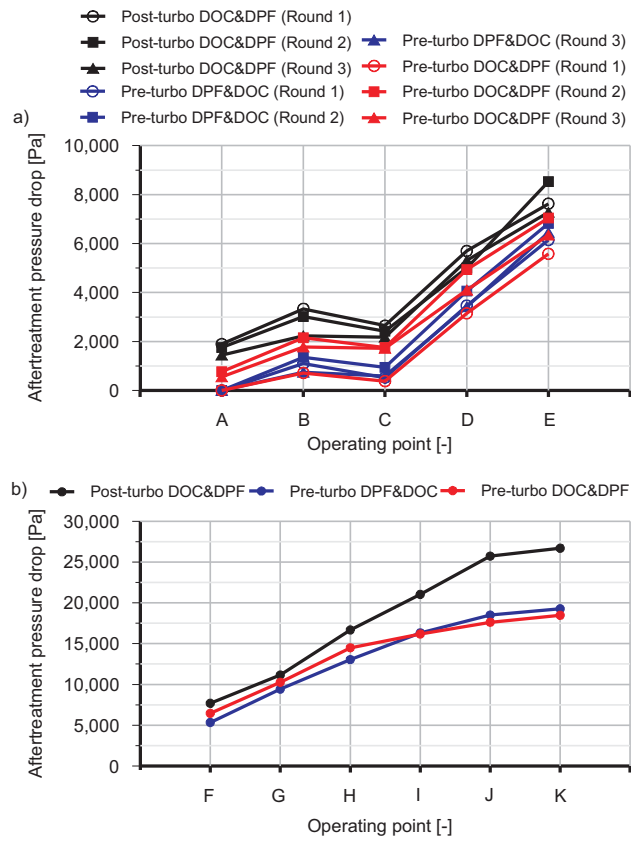 Post-turbo DOC&DPF (Round 1)
Post-turbo DOC&DPF (Round 2)
Post-turbo DOC&DPF (Round 3)
Pre-turbo DPF&DOC (Round 1)
Pre-turbo DPF&DOC (Round 2)
Pre-turbo DPF&DOC (Round 3)
Pre-turbo DOC&DPF (Round 1)
Pre-turbo DOC&DPF (Round 2)
Pre-turbo DOC&DPF (Round 3)
a)
Aftertreatment pressure drop [Pa]
10,000
8,000
6,000
4,000
2,000
0
A B C D E
Operating point [-]
b)
Post-turbo DOC&DPF Pre-turbo DPF&DOC Pre-turbo DOC&DPF
Aftertreatment pressure drop [Pa]
30,000
25,000
20,000
15,000
10,000
5,000
0
F G H I J K
Operating point [-]